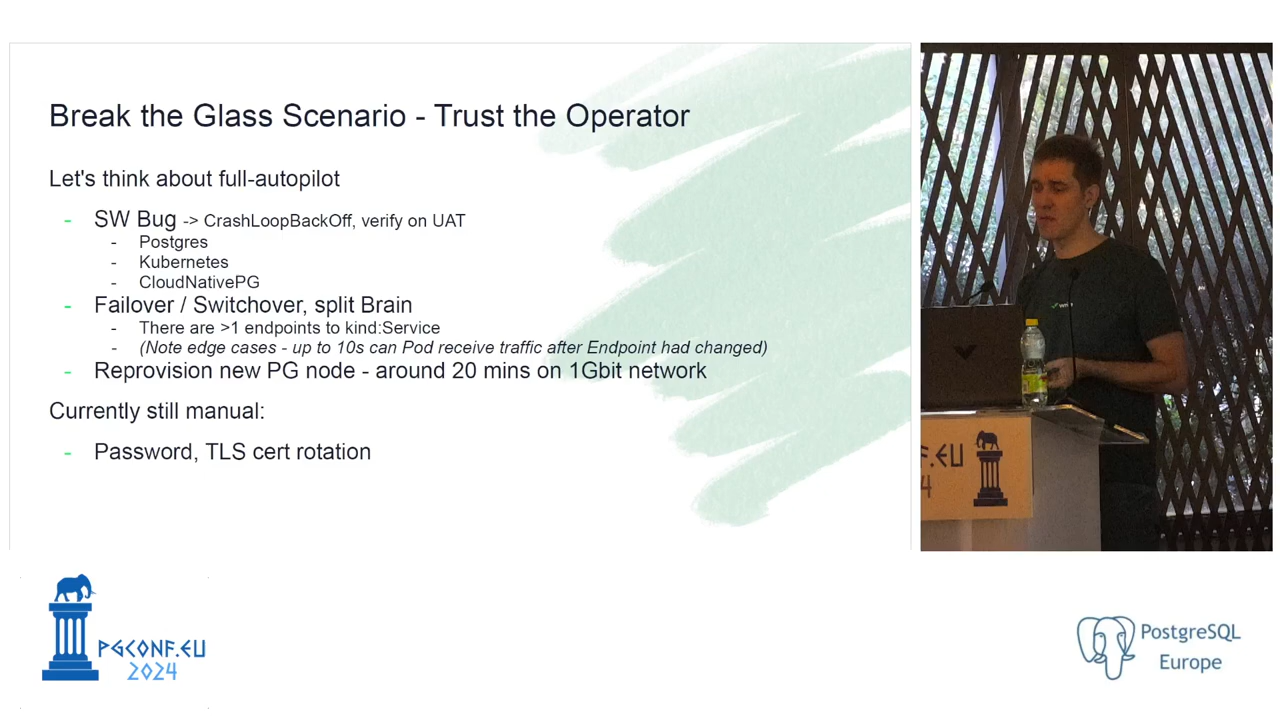 Break the Glass Scenario - Trust the Operator
Let's think about full-autopilot
- SW Bug -> CrashLoopBackOff, verify on UAT
- Postgres
- Kubernetes
- CloudNativePG
- Failover / Switchover, split Brain
- There are >1 endpoints to kind:Service
- (Note edge cases - up to 10s can Pod receive traffic after Endpoint had changed)
- Reprovision new PG node - around 20 mins on 1Gbit network
Currently still manual:
- Password, TLS cert rotation
F.EU
4
PGCONF.EU
2024
PostgreSQL
Europe